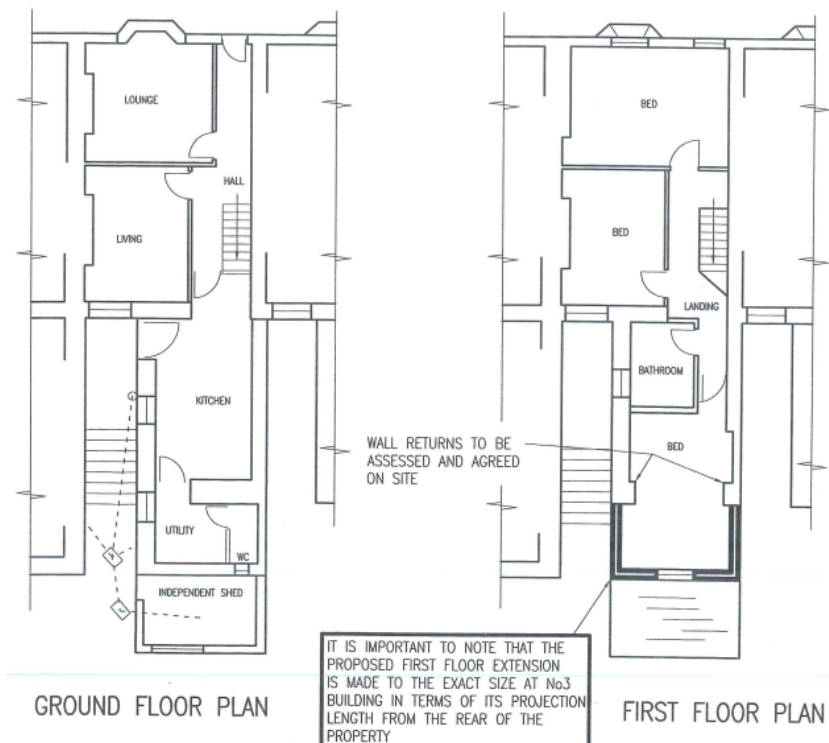 LOUNGE
HALL
LIVING
KITCHEN
UTILITY
WC
INDEPENDENT SHED
GROUND FLOOR PLAN
BED
BED
LANDING
BATHROOM
BED
WALL RETURNS TO BE
ASSESSED AND AGREED
ON SITE
IT IS IMPORTANT TO NOTE THAT THE
PROPOSED FIRST FLOOR EXTENSION
IS MADE TO THE EXACT SIZE AT No3
BUILDING IN TERMS OF ITS PROJECTION
LENGTH FROM THE REAR OF THE
PROPERTY
FIRST FLOOR PLAN